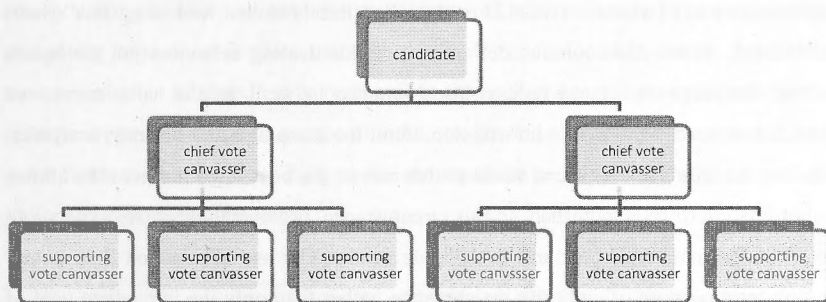 candidate
chief vote
canvasser
chief vote
canvasser
supporting
vote canvasser
supporting
vote canvasser
supporting
vote canvasser
supporting
vote canvssser
supporting
vote canvasser
supporting
vote canvasser